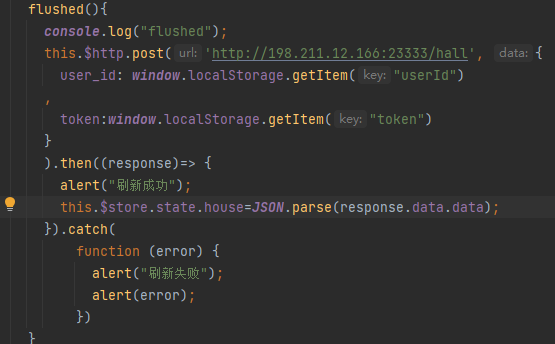 flushed(){
console.log("flushed");
this.$http.post( url: 'http://198.211.12.166:23333/hall', data: {
user_id: window.localStorage.getItem( key: "userId")
,
token:window.localStorage.getItem( key: "token")
}
).then((response)=> {
alert("刷新成功");
this.$store.state.house=JSON.parse(response.data.data);
}).catch(
function (error) {
alert("刷新失败");
alert(error);
})
}